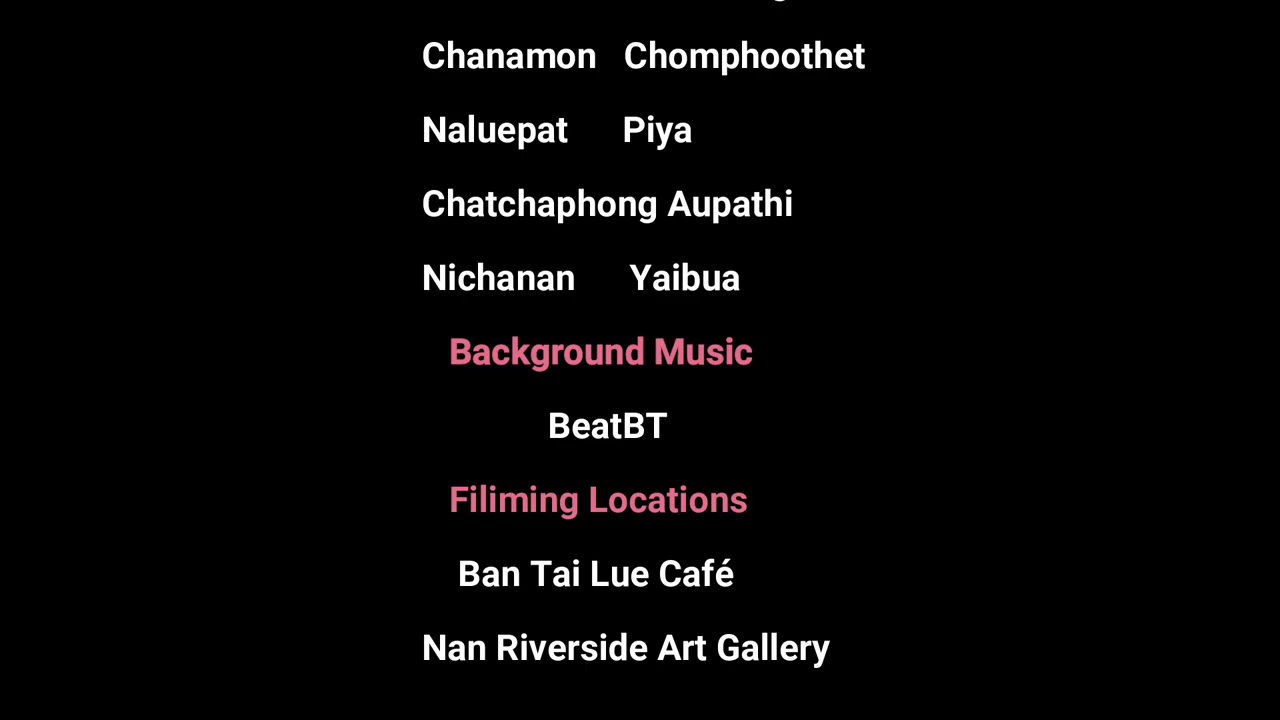 Chanamon Chomphoothet
Naluepat Piya
Chatchaphong Aupathi
Nichanan Yaibua
Background Music
BeatBT
Filiming Locations
Ban Tai Lue Café
Nan Riverside Art Gallery